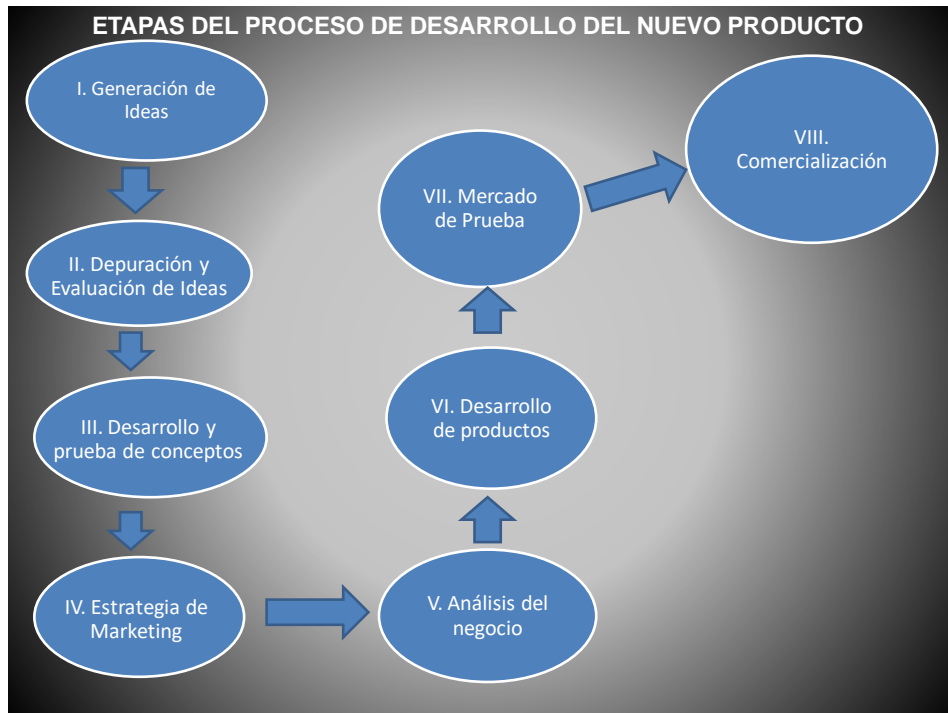 ETAPAS DEL PROCESO DE DESARROLLO DEL NUEVO PRODUCTO
I. Generación de
Ideas
II. Depuración y
Evaluación de Ideas
III. Desarrollo y
prueba de conceptos
IV. Estrategia de
Marketing
V. Análisis del
negocio
VI. Desarrollo
de productos
VII. Mercado
de Prueba
VIII.
Comercialización